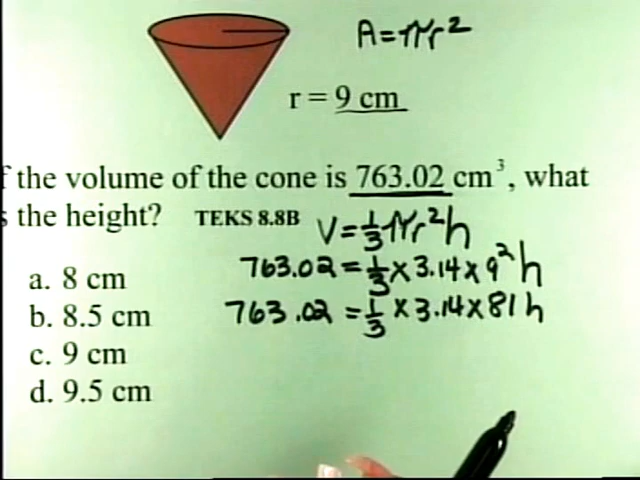 A=πr²
r = 9 cm
f the volume of the cone is 763.02 cm³, what
s the height? TEKS 8.8B
V=⅓πr²h
763.02=⅓×3.14×9²h
763.02=⅓×3.14×81h
a. 8 cm
b. 8.5 cm
c. 9 cm
d. 9.5 cm